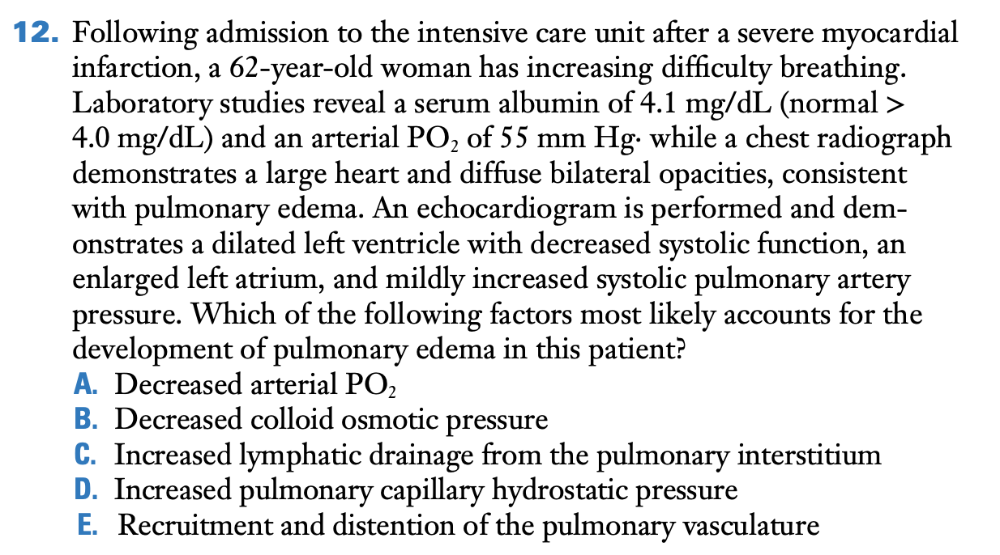 12. Following admission to the intensive care unit after a severe myocardial
infarction, a 62-year-old woman has increasing difficulty breathing.
Laboratory studies reveal a serum albumin of 4.1 mg/dL (normal >
4.0 mg/dL) and an arterial PO₂ of 55 mm Hg· while a chest radiograph
demonstrates a large heart and diffuse bilateral opacities, consistent
with pulmonary edema. An echocardiogram is performed and dem-
onstrates a dilated left ventricle with decreased systolic function, an
enlarged left atrium, and mildly increased systolic pulmonary artery
pressure. Which of the following factors most likely accounts for the
development of pulmonary edema in this patient?
A. Decreased arterial PO₂
B. Decreased colloid osmotic pressure
C. Increased lymphatic drainage from the pulmonary interstitium
D. Increased pulmonary capillary hydrostatic pressure
E. Recruitment and distention of the pulmonary vasculature